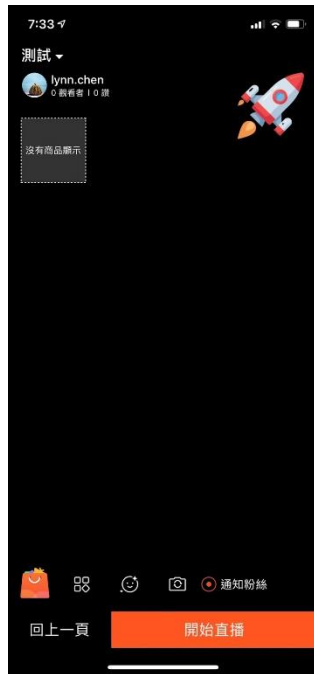 7:33
測試
lynn.chen
0 觀看者 | 0 讚
沒有商品顯示
通知粉絲
回上一頁
開始直播